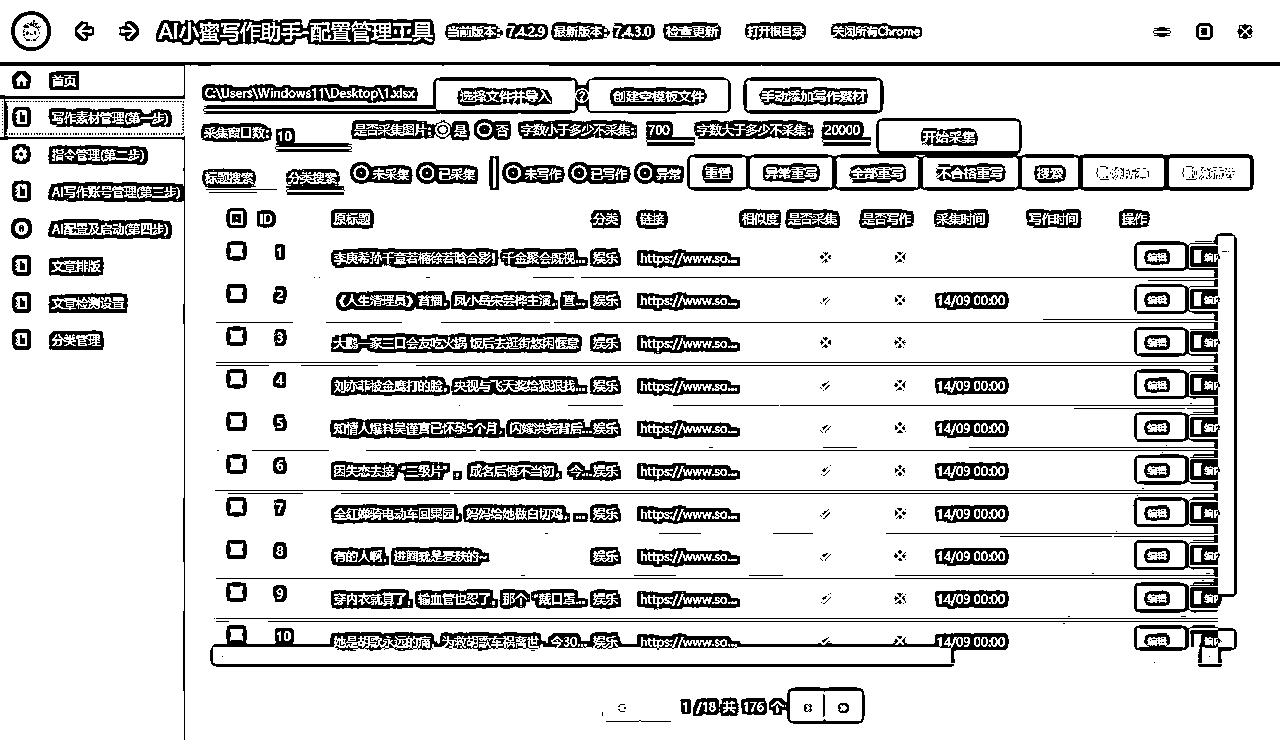 AI小蜜写作助手-配置管理工具 当前版本: 7.4.2.9 最新版本: 7.4.3.0 检查更新 打开根目录 关闭所有Chrome
首页
写作素材管理(第一步)
指令管理(第二步)
AI写作账号管理(第三步)
AI配置及启动(第四步)
文章排版
文章检测设置
分类管理
C:\Users\Windows11\Desktop\1.xlsx 选择文件并导入 ? 创建空模板文件 手动添加写作素材
采集窗口数: 10 是否采集图片: 是 否 字数小于多少不采集: 700 字数大于多少不采集: 20000 开始采集
标题搜索 分类搜索 未采集 已采集 未写作 已写作 异常 重置 异常重写 全部重写 不合格重写 搜索
ID 原标题 分类 链接 相似度 是否采集 是否写作 采集时间 写作时间 操作
1 李庚希孙千章若楠徐若晗合影! 千金聚会既视... 娱乐 https://www.so... 编辑
2 《人生清理员》首播, 凤小岳宋芸桦主演, 直... 娱乐 https://www.so... 14/09 00:00 编辑
3 大鹏一家三口会友吃火锅 饭后去逛街悠闲惬意 娱乐 https://www.so... 编辑
4 刘亦菲被金鹰打的脸, 央视与飞天奖给狠狠找... 娱乐 https://www.so... 14/09 00:00 编辑
5 知情人爆料吴谨言已怀孕5个月, 闪嫁洪尧背后... 娱乐 https://www.so... 14/09 00:00 编辑
6 因失恋去接“三级片”, 成名后悔不当初, 今... 娱乐 https://www.so... 14/09 00:00 编辑
7 全红婵骑电动车回果园, 妈妈给她做白切鸡, ... 娱乐 https://www.so... 14/09 00:00 编辑
8 有的人啊, 进圈就是要获的~ 娱乐 https://www.so... 14/09 00:00 编辑
9 穿内衣就算了, 输血管也忍了, 那个“戴口罩... 娱乐 https://www.so... 14/09 00:00 编辑
10 她是胡歌永远的痛, 为救胡歌车祸离世, 今30... 娱乐 https://www.so... 14/09 00:00 编辑
1 /18 共 176 个